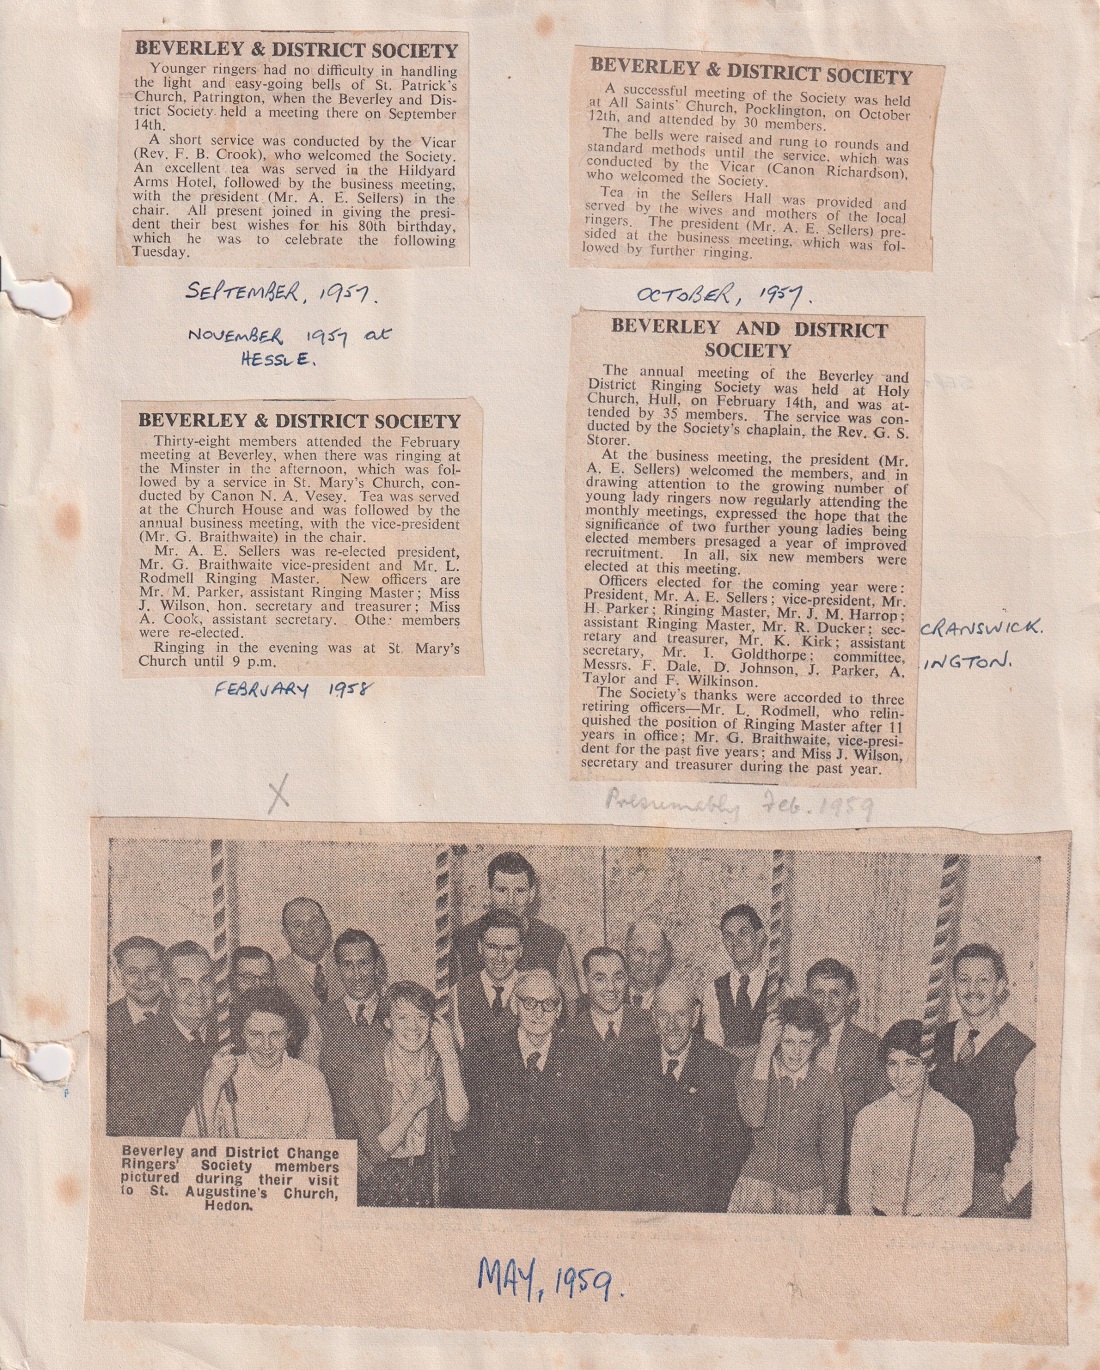 BEVERLEY & DISTRICT SOCIETY
Younger ringers had no difficulty in handling
the light and easy-going bells of St. Patrick's
Church, Patrington, when the Beverley and Dis-
trict Society held a meeting there on September
14th.
A short service was conducted by the Vicar
(Rev. F. B. Crook), who welcomed the Society.
An excellent tea was served in the Hildyard
Arms Hotel, followed by the business meeting,
with the president (Mr. A. E. Sellers) in the
chair. All present joined in giving the presi-
dent their best wishes for his 80th birthday,
which he was to celebrate the following
Tuesday.
SEPTEMBER, 1957.
NOVEMBER 1957 at
HESSLE.
BEVERLEY & DISTRICT SOCIETY
Thirty-eight members attended the February
meeting at Beverley, when there was ringing at
the Minster in the afternoon, which was fol-
lowed by a service in St. Mary's Church, con-
ducted by Canon N. A. Vesey. Tea was served
at the Church House and was followed by the
annual business meeting, with the vice-president
(Mr. G. Braithwaite) in the chair.
Mr. A. E. Sellers was re-elected president,
Mr. G. Braithwaite vice-president and Mr. L.
Rodmell Ringing Master. New officers are
Mr. M. Parker, assistant Ringing Master; Miss
J. Wilson, hon. secretary and treasurer; Miss
A. Cook, assistant secretary. Other members
were re-elected.
Ringing in the evening was at St. Mary's
Church until 9 p.m.
FEBRUARY 1958
X
BEVERLEY & DISTRICT SOCIETY
A successful meeting of the Society was held
at All Saints' Church, Pocklington, on October
12th, and attended by 30 members.
The bells were raised and rung to rounds and
standard methods until the service, which was
conducted by the Vicar (Canon Richardson),
who welcomed the Society.
Tea in the Sellers Hall was provided and
served by the wives and mothers of the local
ringers. The president (Mr. A. E. Sellers) pre-
sided at the business meeting, which was fol-
lowed by further ringing.
OCTOBER, 1957.
BEVERLEY AND DISTRICT
SOCIETY
The annual meeting of the Beverley and
District Ringing Society was held at Holy
Church, Hull, on February 14th, and was at-
tended by 35 members. The service was con-
ducted by the Society's chaplain, the Rev. G. S.
Storer.
At the business meeting, the president (Mr.
A. E. Sellers) welcomed the members, and in
drawing attention to the growing number of
young lady ringers now regularly attending the
monthly meetings, expressed the hope that the
significance of two further young ladies being
elected members presaged a year of improved
recruitment. In all, six new members were
elected at this meeting.
Officers elected for the coming year were:
President, Mr. A. E. Sellers; vice-president, Mr.
H. Parker; Ringing Master, Mr. J. M. Harrop;
assistant Ringing Master, Mr. R. Ducker; sec-
retary and treasurer, Mr. K. Kirk; assistant
secretary, Mr. I. Goldthorpe; committee,
Messrs. F. Dale, D. Johnson, J. Parker, A.
Taylor and F. Wilkinson.
The Society's thanks were accorded to three
retiring officers—Mr. L. Rodmell, who relin-
quished the position of Ringing Master after 11
years in office; Mr. G. Braithwaite, vice-presi-
dent for the past five years; and Miss J. Wilson,
secretary and treasurer during the past year.
CRANSWICK.
INGTON.
Presumably Feb. 1959
Beverley and District Change
Ringers' Society members
pictured during their visit
to St. Augustine's Church,
Hedon.
MAY, 1959.